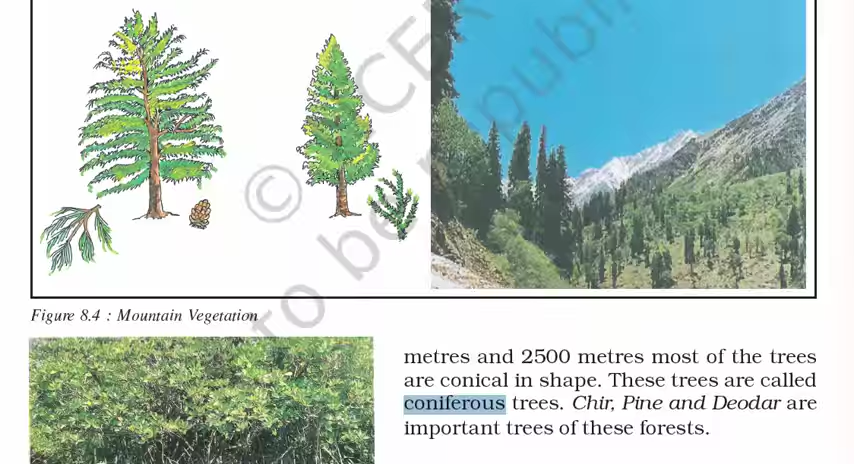 Figure 8.4 : Mountain Vegetation
metres and 2500 metres most of the trees
are conical in shape. These trees are called
coniferous trees. Chir, Pine and Deodar are
important trees of these forests.